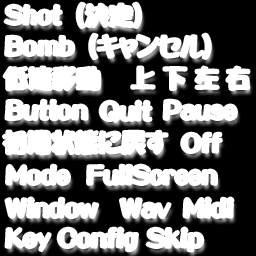 Shot (決定)
Bomb (キャンセル)
低速移動 上 下 左 右
Button Quit Pause
初期状態に戻す Off
Mode FullScreen
Window Wav Midi
Key Config Skip